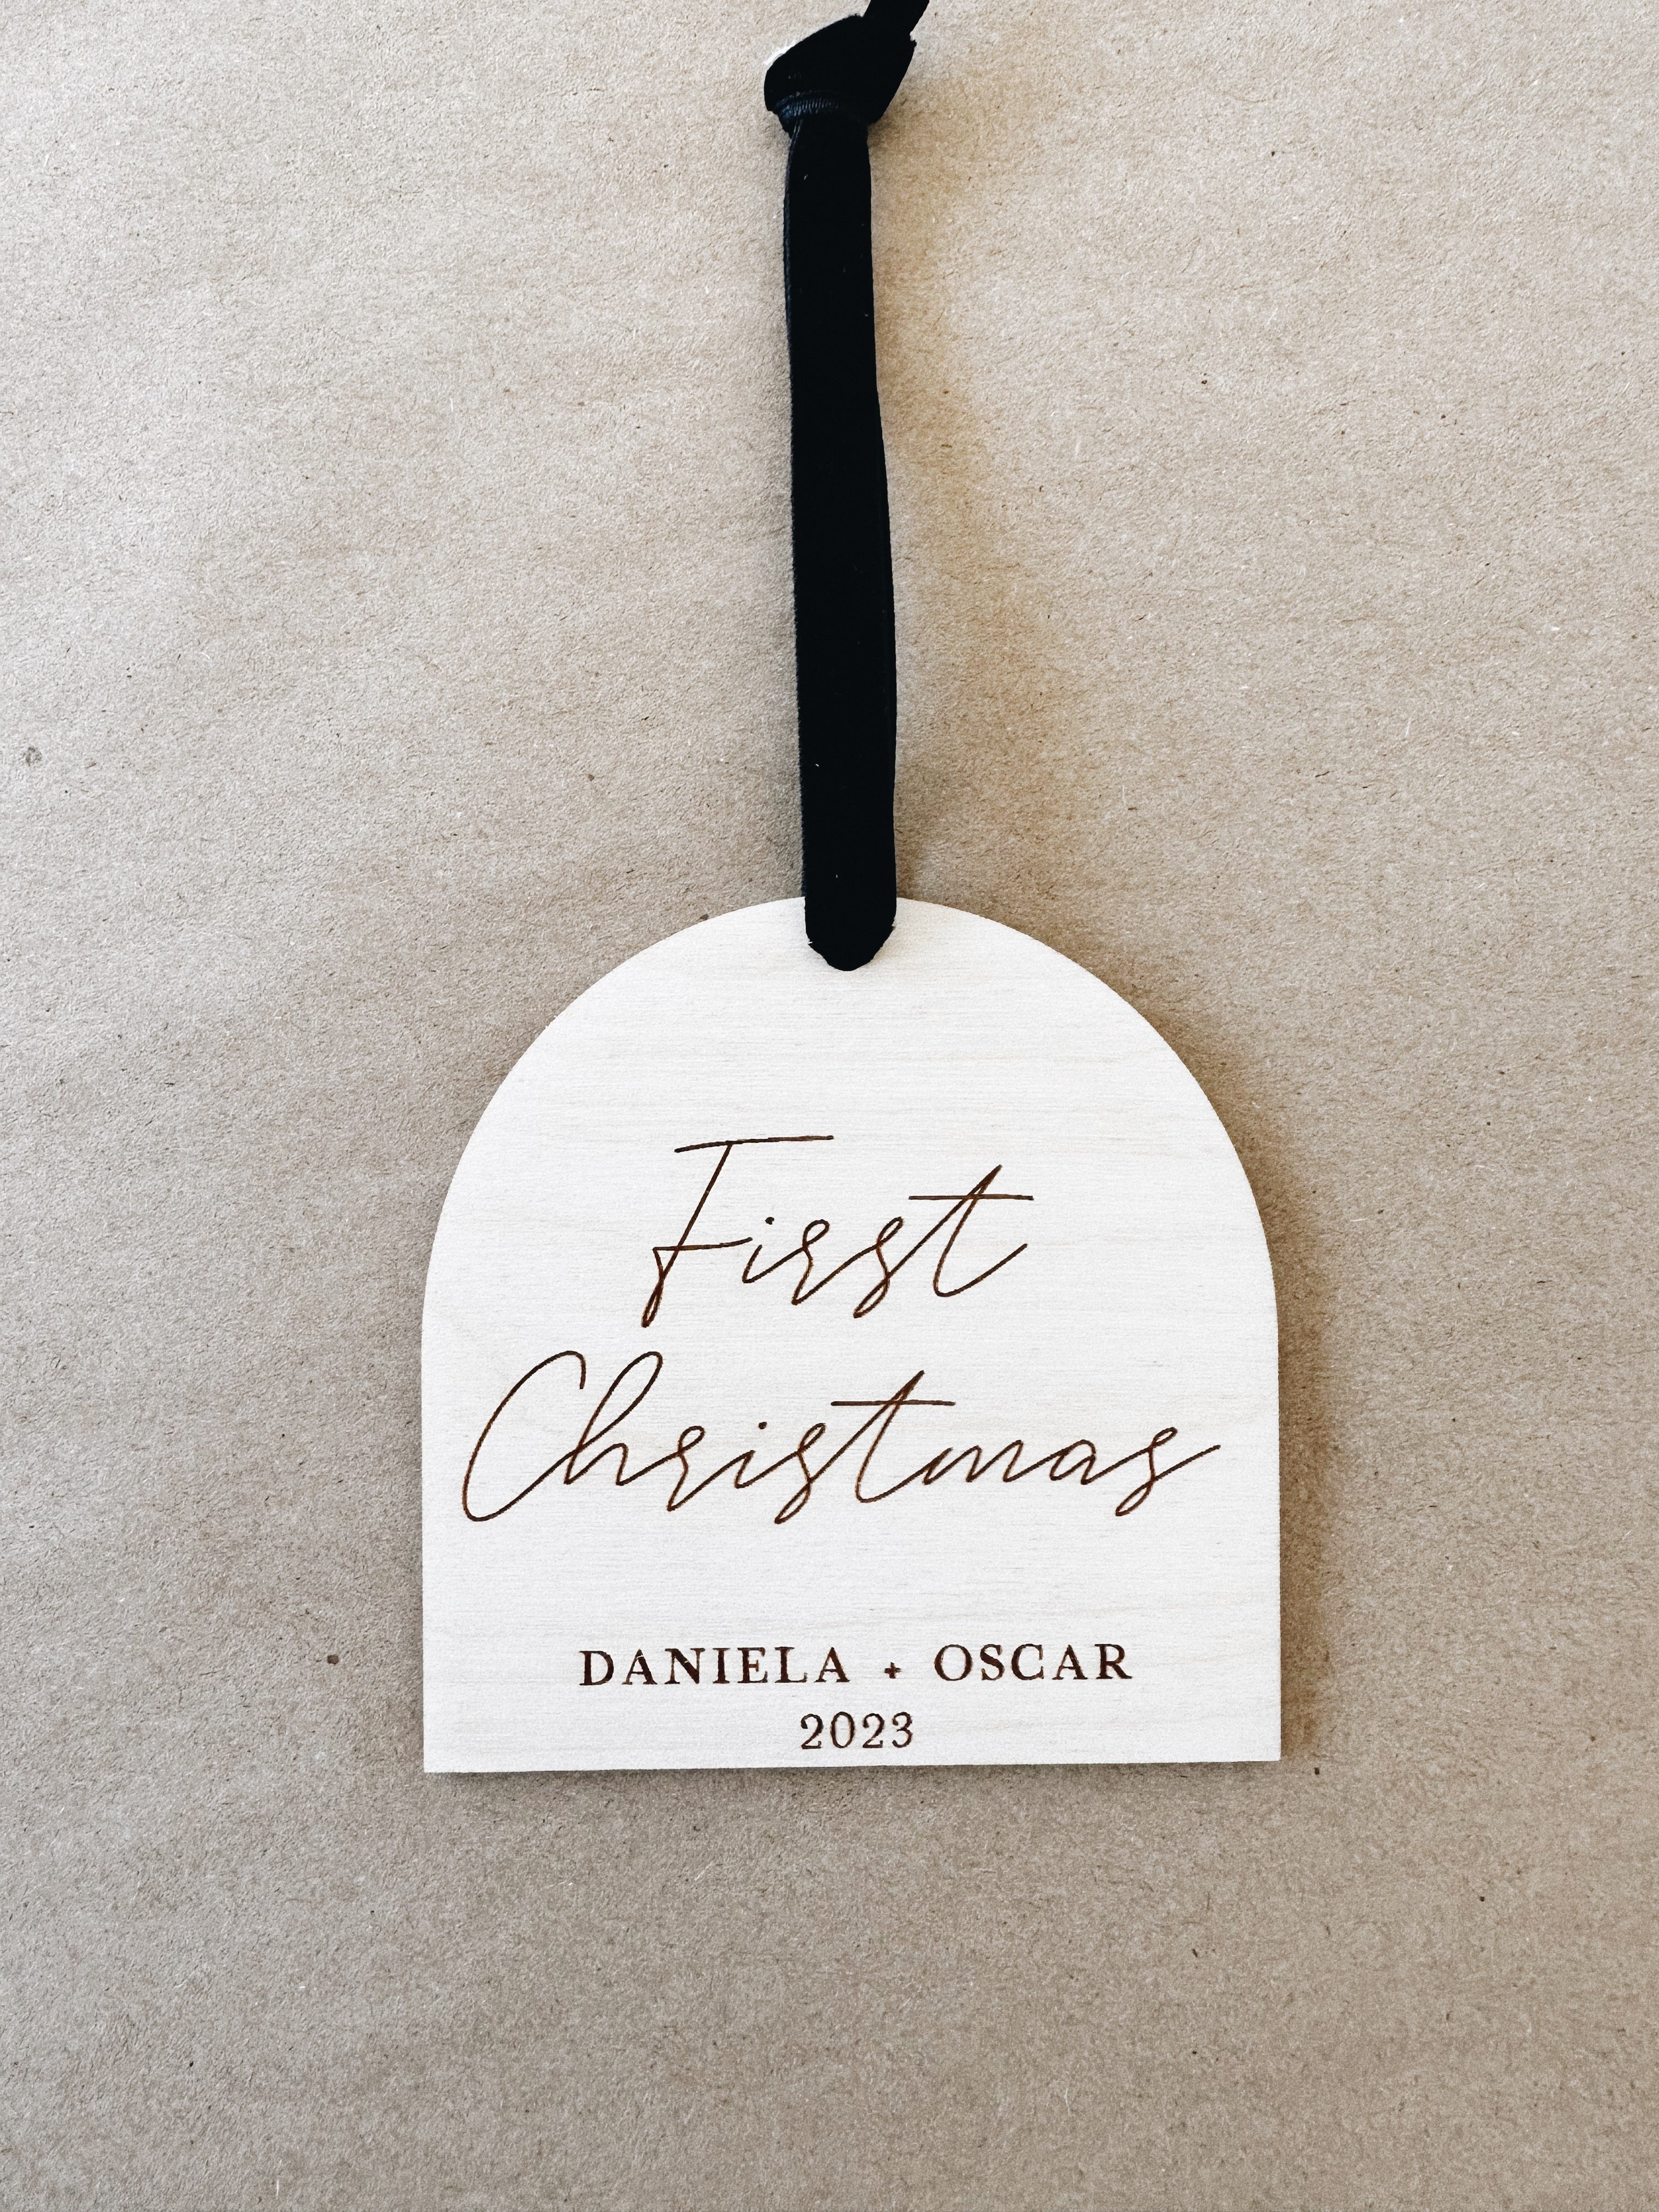 First
Christmas
DANIELA + OSCAR
2023